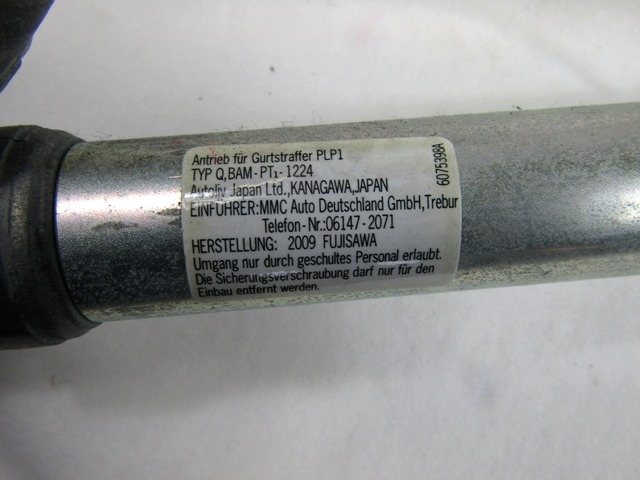 Antrieb für Gurtstraffer PLP1
TYP Q,BAM-PT₁-1224
Autoliv Japan Ltd.,KANAGAWA,JAPAN
EINFÜHRER:MMC Auto Deutschland GmbH,Trebur
Telefon-Nr.:06147-2071
HERSTELLUNG: 2009 FUJISAWA
Umgang nur durch geschultes Personal erlaubt.
Die Sicherungsverschraubung darf nur für den
Einbau entfernt werden.
6075398A